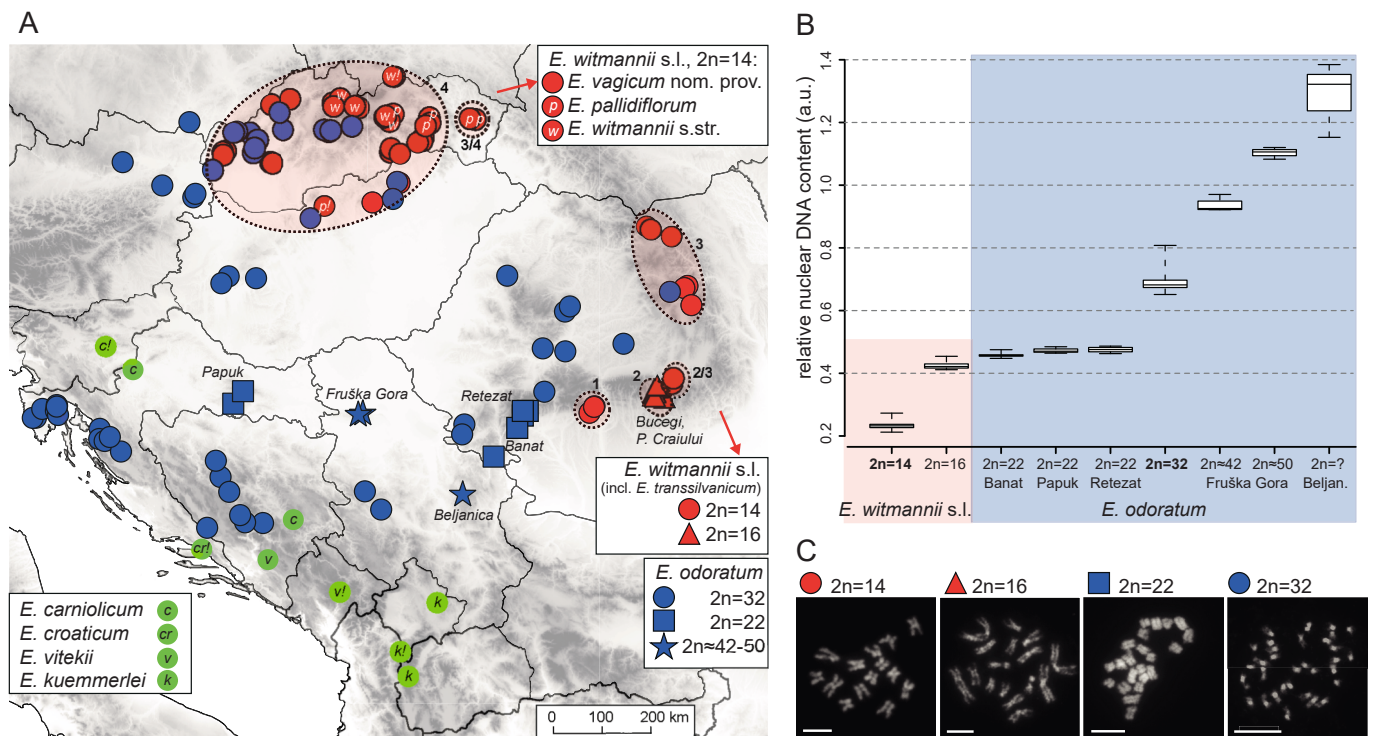 A
E. witmannii s.l., 2n=14:
E. vagicum nom. prov.
p E. pallidiflorum
w E. witmannii s.str.
w!
4
w
w w
w p
w
p
p
p p
3/4
p!
3
c!
c
Papuk
Fruška Gora
Retezat
Banat
1
2
2/3
Bucegi,
P. Craiului
Beljanica
c
cr!
v
v!
k
k!
k
E. witmannii s.l.
(incl. E. transsilvanicum)
2n=14
2n=16
E. odoratum
2n=32
2n=22
2n≈42-50
E. carniolicum c
E. croaticum cr
E. vitekii v
E. kuemmerlei k
0 100 200 km
B
relative nuclear DNA content (a.u.)
1.4
1.2
1.0
0.8
0.6
0.4
0.2
2n=14 2n=16 2n=22 2n=22 2n=22 2n=32 2n≈42 2n≈50 2n=?
Banat Papuk Retezat Fruška Gora Beljan.
E. witmannii s.l. E. odoratum
C
2n=14 2n=16 2n=22 2n=32